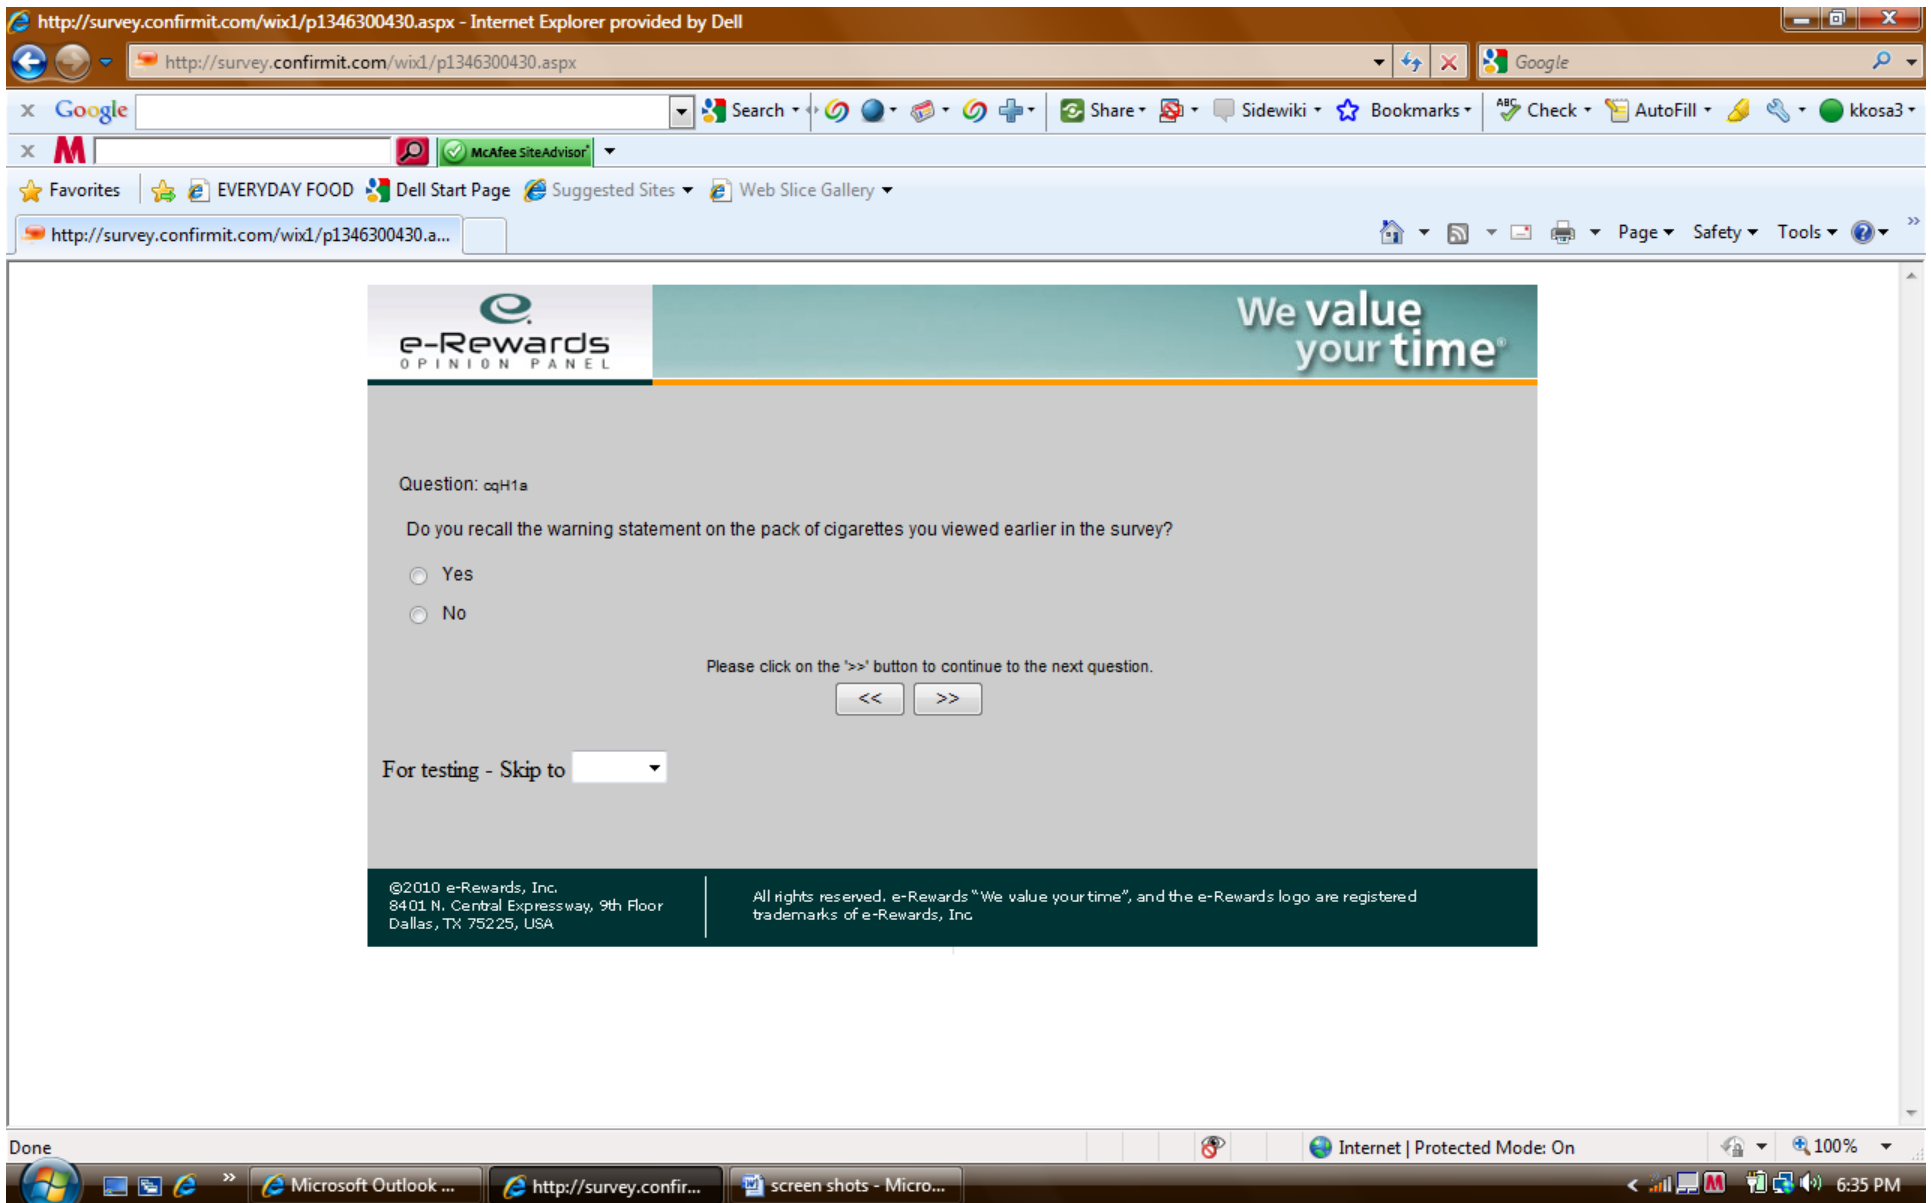 http://survey.confirmit.com/wix1/p1346300430.aspx - Internet Explorer provided by Dell
http://survey.confirmit.com/wix1/p1346300430.aspx
Google
x Google Search Share Sidewiki Bookmarks ABC Check AutoFill kkosa3
x M McAfee SiteAdvisor
Favorites EVERYDAY FOOD Dell Start Page Suggested Sites Web Slice Gallery
http://survey.confirmit.com/wix1/p1346300430.a... Page Safety Tools
e-Rewards
OPINION PANEL
We value
your time®
Question: cqH1a
Do you recall the warning statement on the pack of cigarettes you viewed earlier in the survey?
Yes
No
Please click on the '>>' button to continue to the next question.
<< >>
For testing - Skip to
©2010 e-Rewards, Inc.
8401 N. Central Expressway, 9th Floor
Dallas, TX 75225, USA
All rights reserved. e-Rewards “We value your time”, and the e-Rewards logo are registered
trademarks of e-Rewards, Inc.
Done Internet | Protected Mode: On 100%
Microsoft Outlook ... http://survey.confir... screen shots - Micro... 6:35 PM